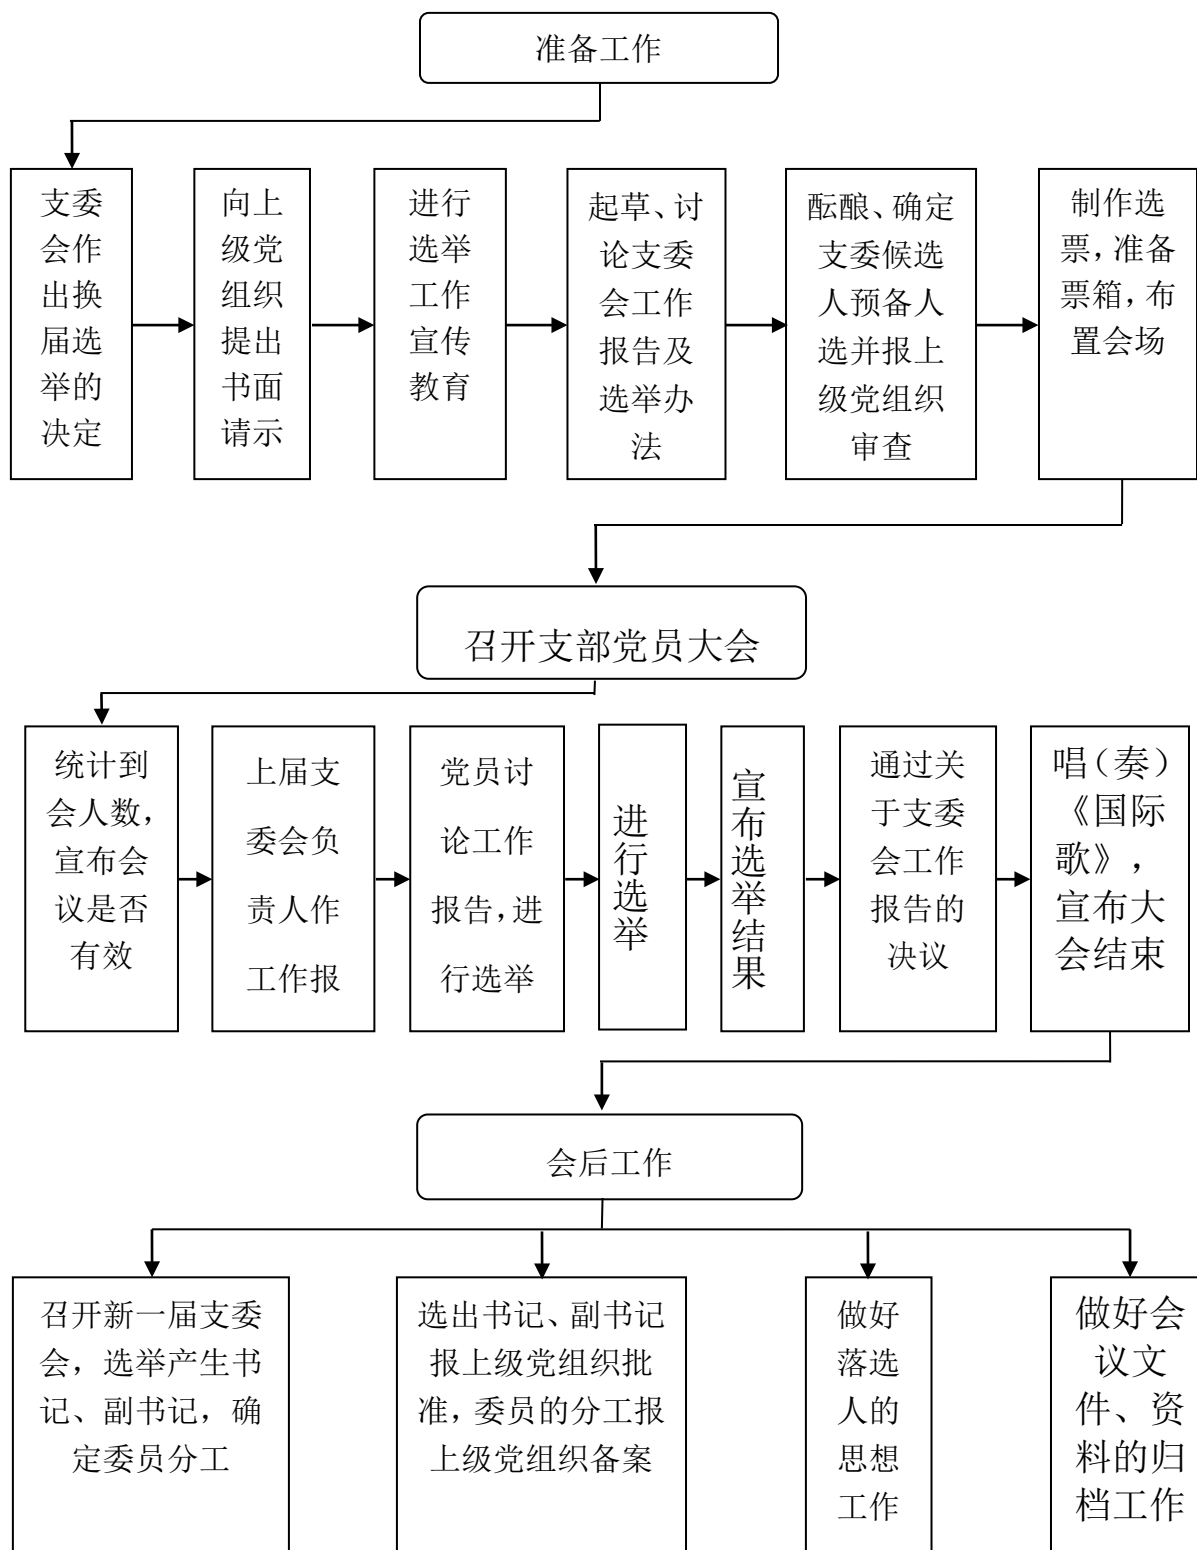 准备工作
支委
会作
出换
届选
举的
决定
向上
级党
组织
提出
书面
请示
进行
选举
工作
宣传
教育
起草、讨
论支委
会工作
报告及
选举办
法
酝酿、确定
支委候选
人预备人
选并报上
级党组织
审查
制作选
票，准备
票箱，布
置会场
召开支部党员大会
统计到
会人数，
宣布会
议是否
有效
上届支
委会负
责人作
工作报
党员讨
论工作
报告，进
行选举
进行选举
宣布选举结果
通过关
于支委
会工作
报告的
决议
唱（奏）
《国际
歌》，
宣布大
会结束
会后工作
召开新一届支委
会，选举产生书
记、副书记，确
定委员分工
选出书记、副书记
报上级党组织批
准，委员的分工报
上级党组织备案
做好
落选
人的
思想
工作
做好会
议文
件、资
料的归
档工作